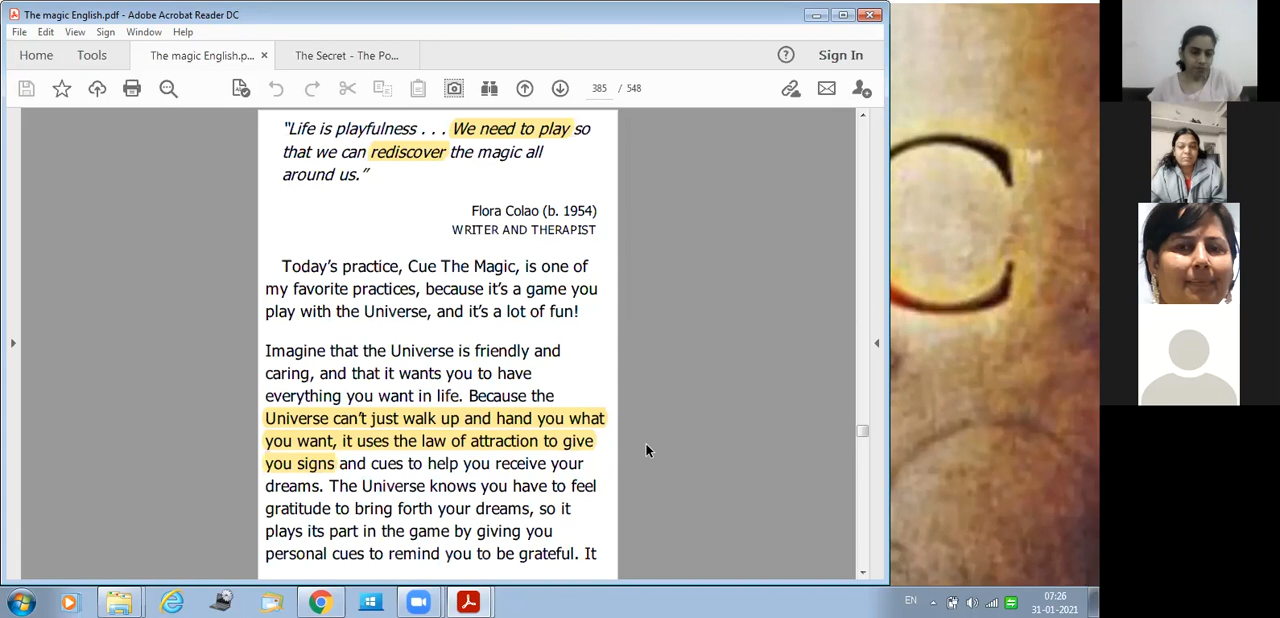 The magic English.pdf - Adobe Acrobat Reader DC
File Edit View Sign Window Help
Home Tools The magic English.p... × The Secret - The Po... Sign In
385 / 548
“Life is playfulness . . . We need to play so
that we can rediscover the magic all
around us.”
Flora Colao (b. 1954)
WRITER AND THERAPIST
Today’s practice, Cue The Magic, is one of
my favorite practices, because it’s a game you
play with the Universe, and it’s a lot of fun!
Imagine that the Universe is friendly and
caring, and that it wants you to have
everything you want in life. Because the
Universe can’t just walk up and hand you what
you want, it uses the law of attraction to give
you signs and cues to help you receive your
dreams. The Universe knows you have to feel
gratitude to bring forth your dreams, so it
plays its part in the game by giving you
personal cues to remind you to be grateful. It
EN
07:26
31-01-2021